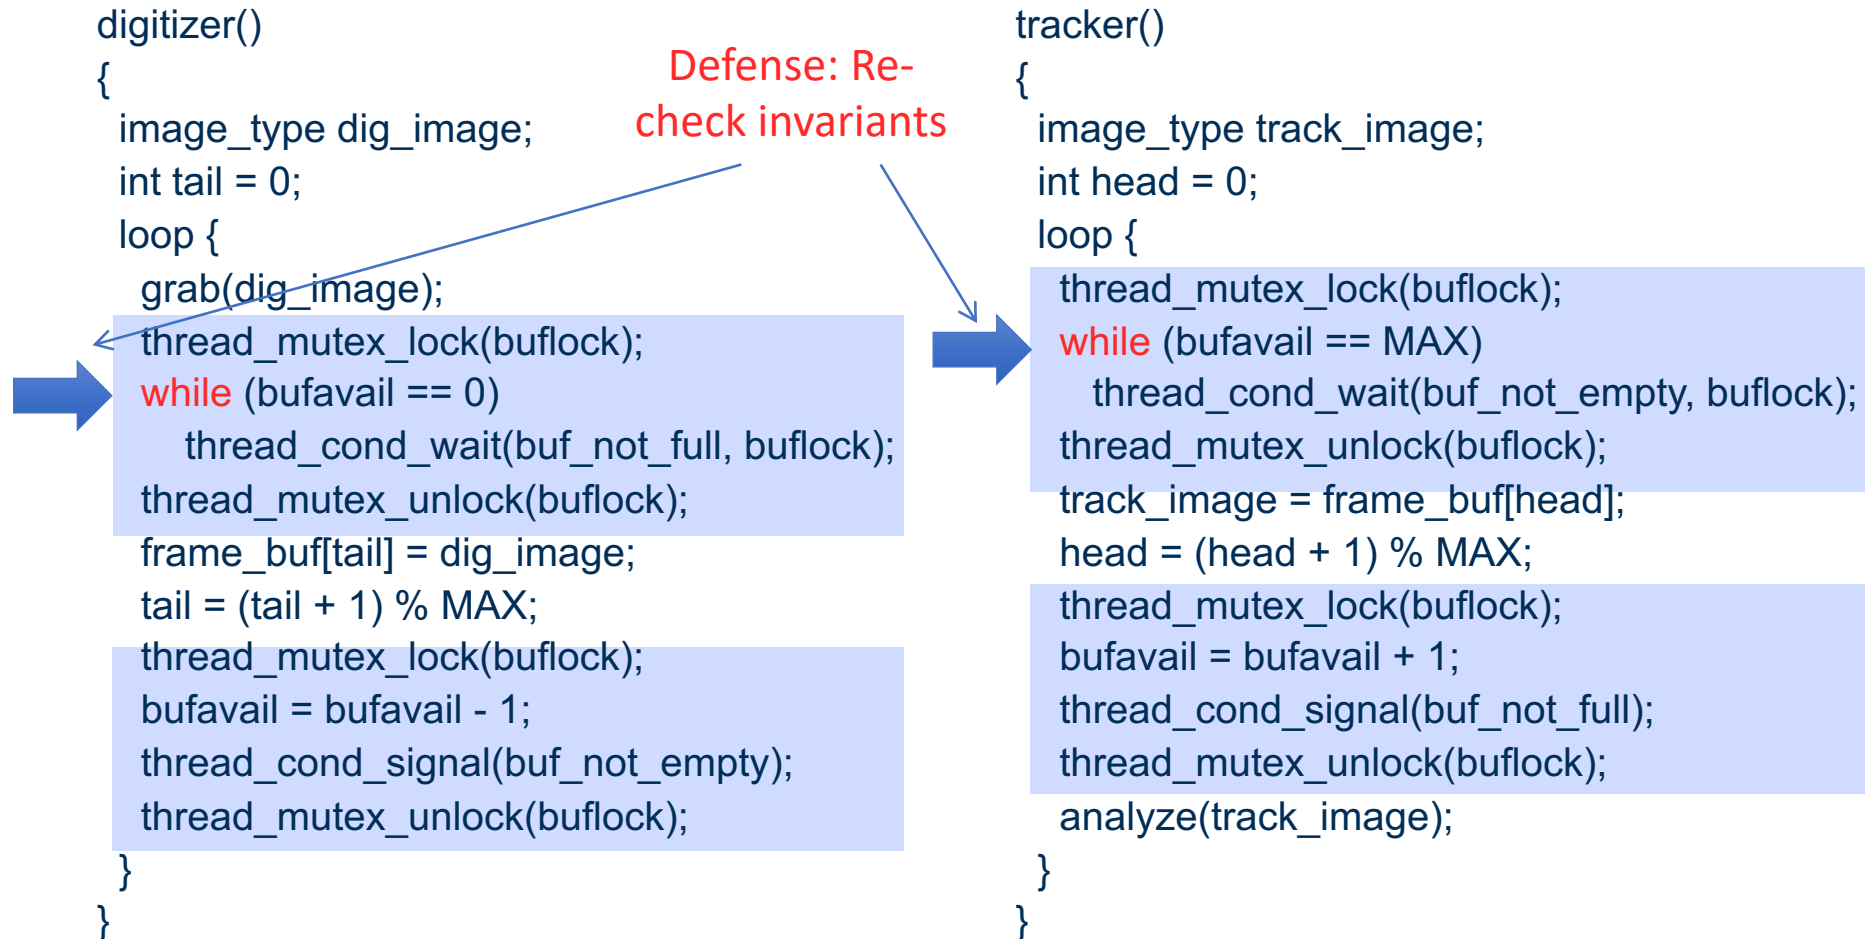 digitizer()
{
image_type dig_image;
int tail = 0;
loop {
grab(dig_image);
thread_mutex_lock(buflock);
while (bufavail == 0)
thread_cond_wait(buf_not_full, buflock);
thread_mutex_unlock(buflock);
frame_buf[tail] = dig_image;
tail = (tail + 1) % MAX;
thread_mutex_lock(buflock);
bufavail = bufavail - 1;
thread_cond_signal(buf_not_empty);
thread_mutex_unlock(buflock);
}
}
Defense: Re-
check invariants
tracker()
{
image_type track_image;
int head = 0;
loop {
thread_mutex_lock(buflock);
while (bufavail == MAX)
thread_cond_wait(buf_not_empty, buflock);
thread_mutex_unlock(buflock);
track_image = frame_buf[head];
head = (head + 1) % MAX;
thread_mutex_lock(buflock);
bufavail = bufavail + 1;
thread_cond_signal(buf_not_full);
thread_mutex_unlock(buflock);
analyze(track_image);
}
}